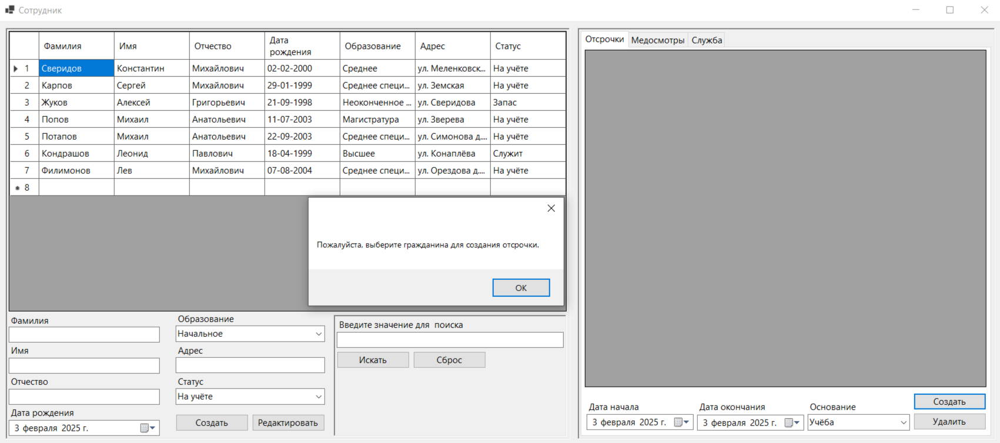 Сотрудник
Фамилия Имя Отчество Дата рождения Образование Адрес Статус
1 Сверидов Константин Михайлович 02-02-2000 Среднее ул. Меленковск... На учёте
2 Карпов Сергей Михайлович 29-01-1999 Среднее специ... ул. Земская На учёте
3 Жуков Алексей Григорьевич 21-09-1998 Неоконченное ... ул. Сверидова Запас
4 Попов Михаил Анатольевич 11-07-2003 Магистратура ул. Зверева На учёте
5 Потапов Михаил Анатольевич 22-09-2003 Среднее специ... ул. Симонова д.... На учёте
6 Кондрашов Леонид Павлович 18-04-1999 Высшее ул. Конаплёва Служит
7 Филимонов Лев Михайлович 07-08-2004 Среднее специ... ул. Орездова д.... На учёте
8
Пожалуйста, выберите гражданина для создания отсрочки.
ОК
Фамилия
Имя
Отчество
Дата рождения
3 февраля 2025 г.
Образование
Начальное
Адрес
Статус
На учёте
Создать Редактировать
Введите значение для поиска
Искать Сброс
Отсрочки Медосмотры Служба
Дата начала Дата окончания Основание
3 февраля 2025 г. 3 февраля 2025 г. Учёба
Создать
Удалить